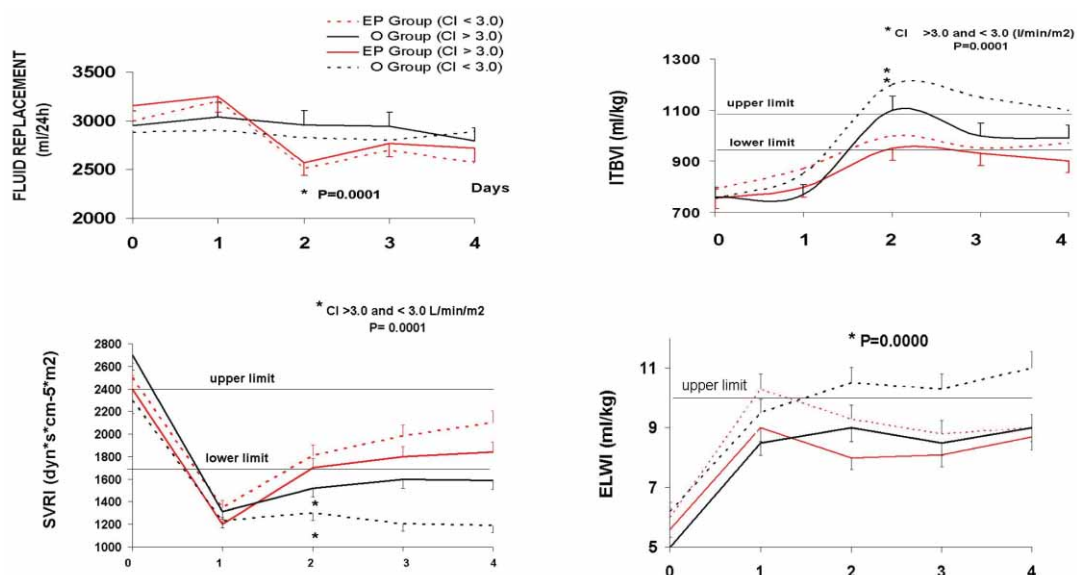 EP Group (CI < 3.0)
O Group (CI > 3.0)
EP Group (CI > 3.0)
O Group (CI < 3.0)
FLUID REPLACEMENT
(ml/24h)
3500
3000
2500
2000
* P=0.0001
Days
0 1 2 3 4
* CI >3.0 and < 3.0 (l/min/m2)
P=0.0001
ITBVI (ml/kg)
1300
1100
900
700
*
*
upper limit
lower limit
0 1 2 3 4
* CI >3.0 and < 3.0 L/min/m2
P= 0.0001
SVRI (dyn*s*cm-5*m2)
2800
2600
2400
2200
2000
1800
1600
1400
1200
1000
upper limit
lower limit
*
*
0 1 2 3 4
* P=0.0000
ELWI (ml/kg)
11
9
7
5
upper limit
0 1 2 3 4